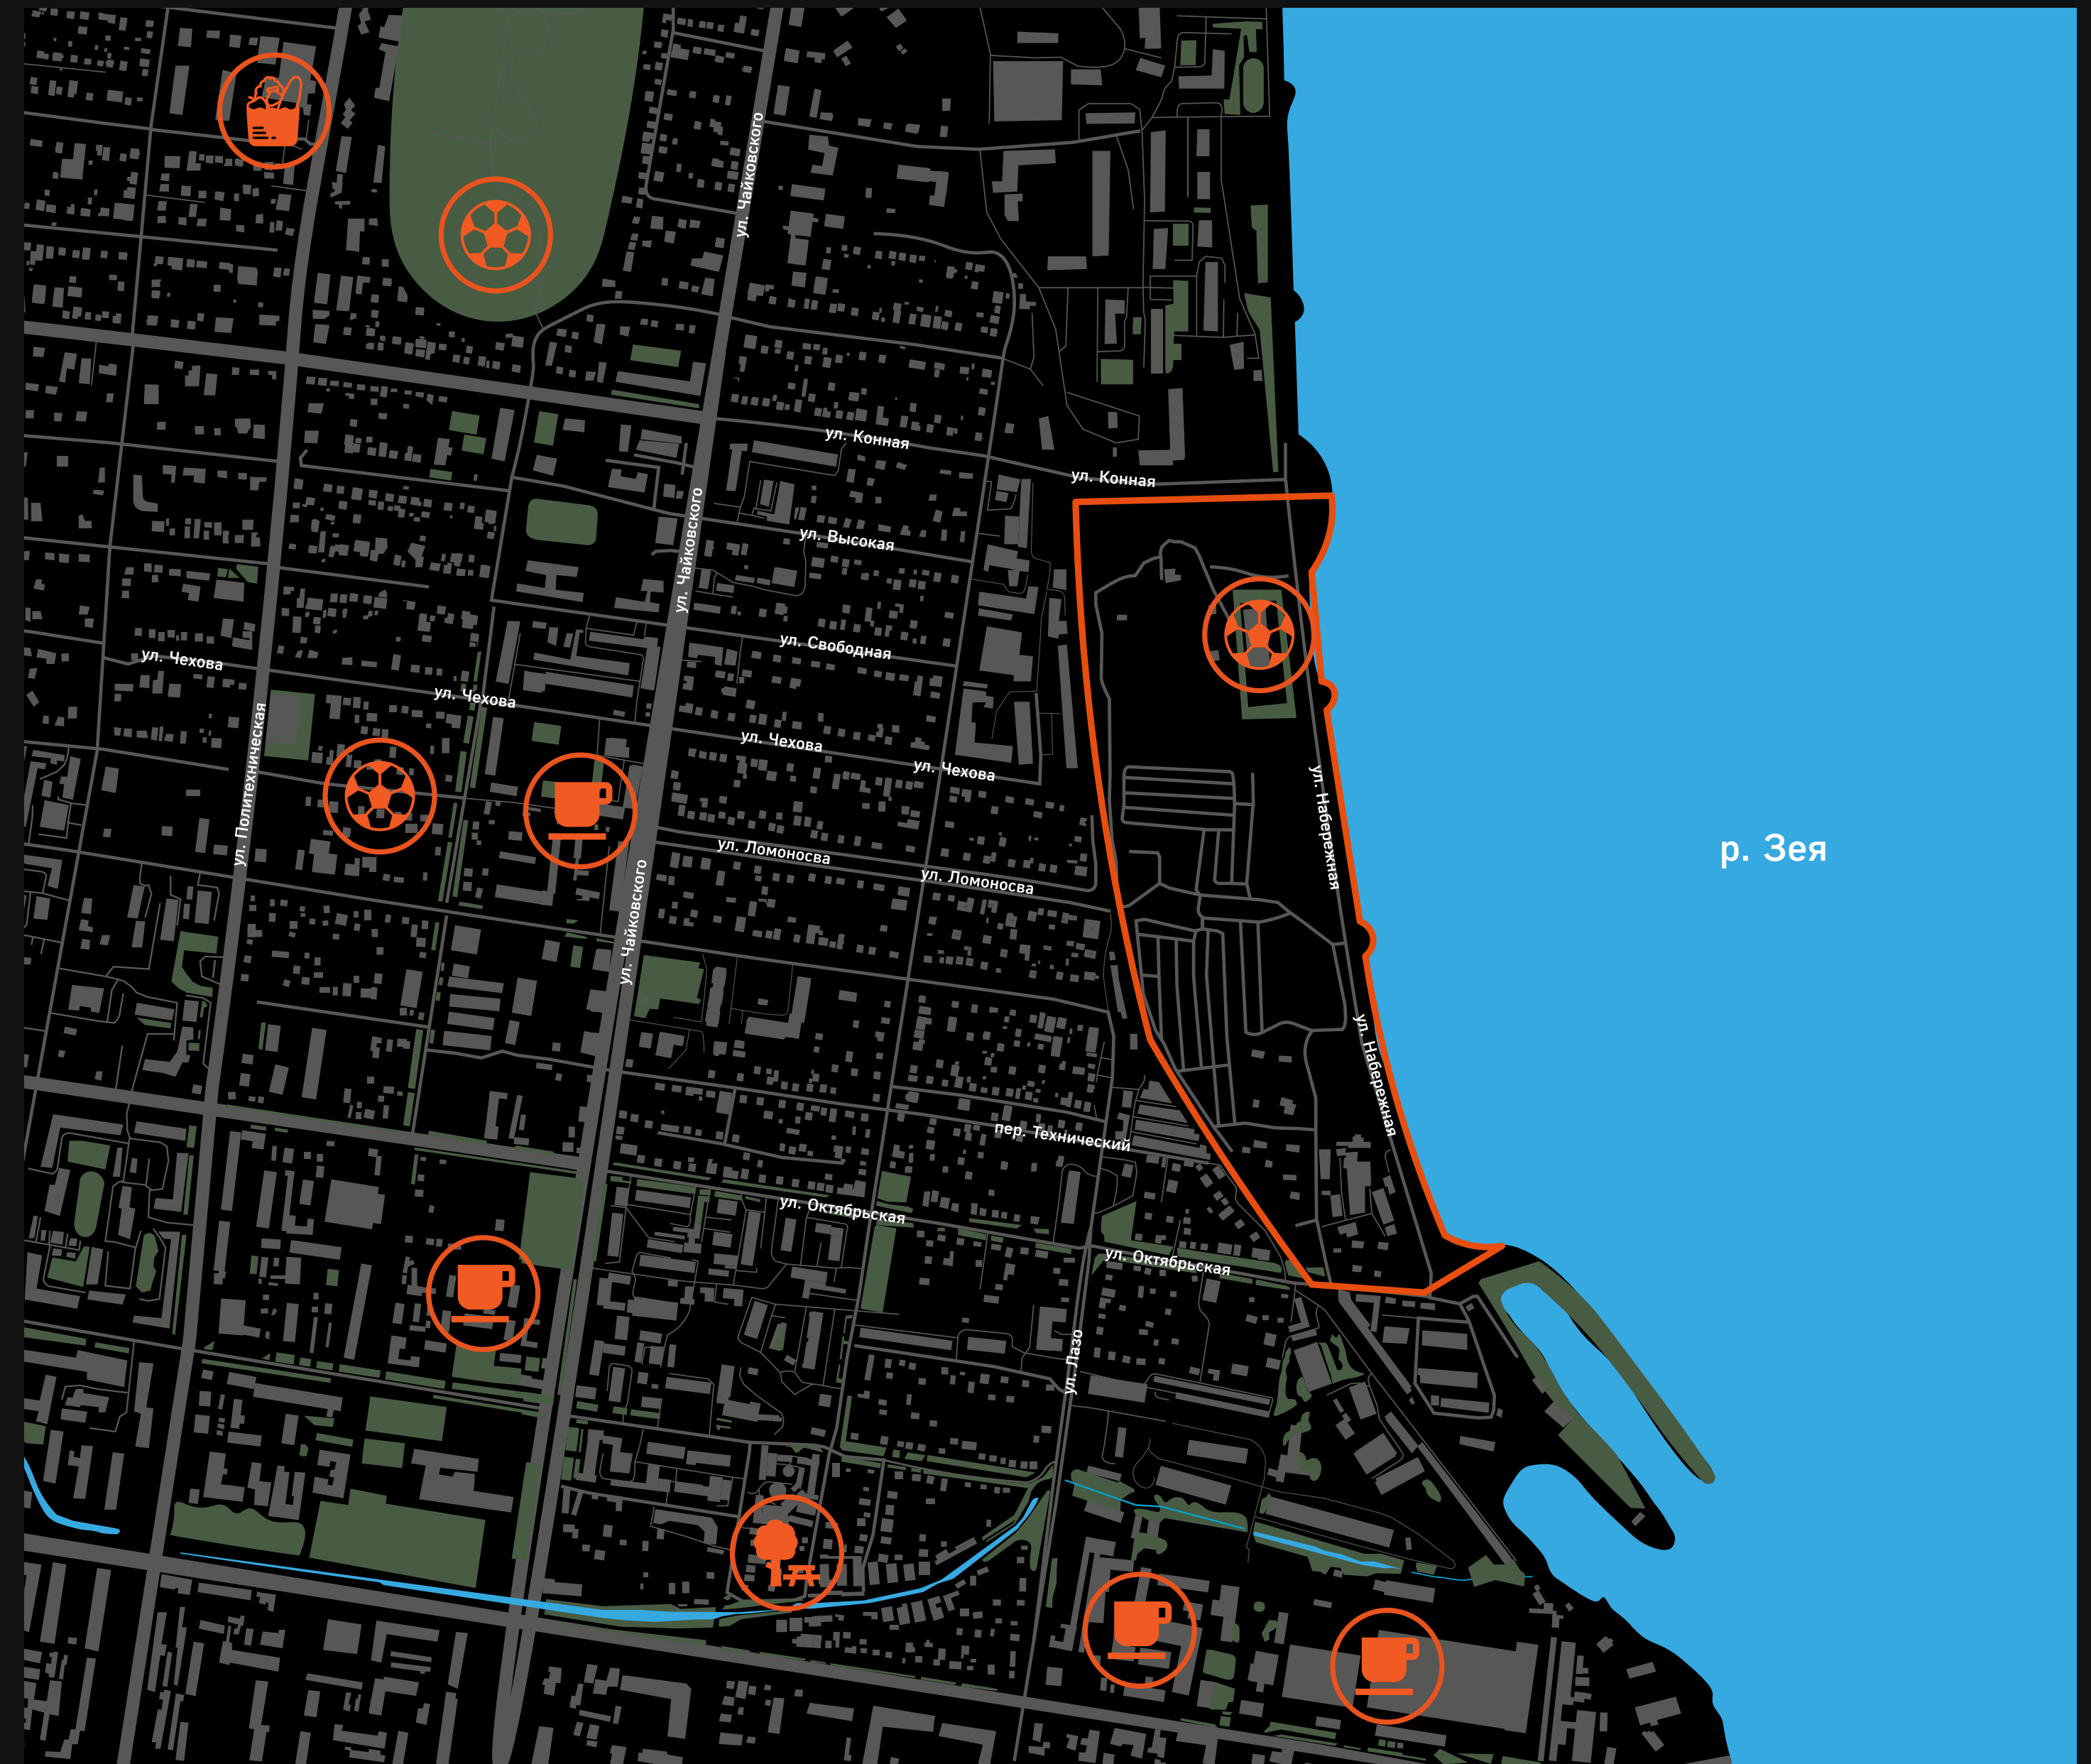 ул. Чайковского
ул. Конная
ул. Конная
ул. Чайковского
ул. Высокая
ул. Свободная
ул. Чехова
ул. Чехова
ул. Чехова
ул. Чехова
ул. Политехническая
ул. Набережная
р. Зея
ул. Ломоносва
ул. Ломоносва
ул. Чайковского
ул. Набережная
пер. Технический
ул. Октябрьская
ул. Октябрьская
ул. Лазо